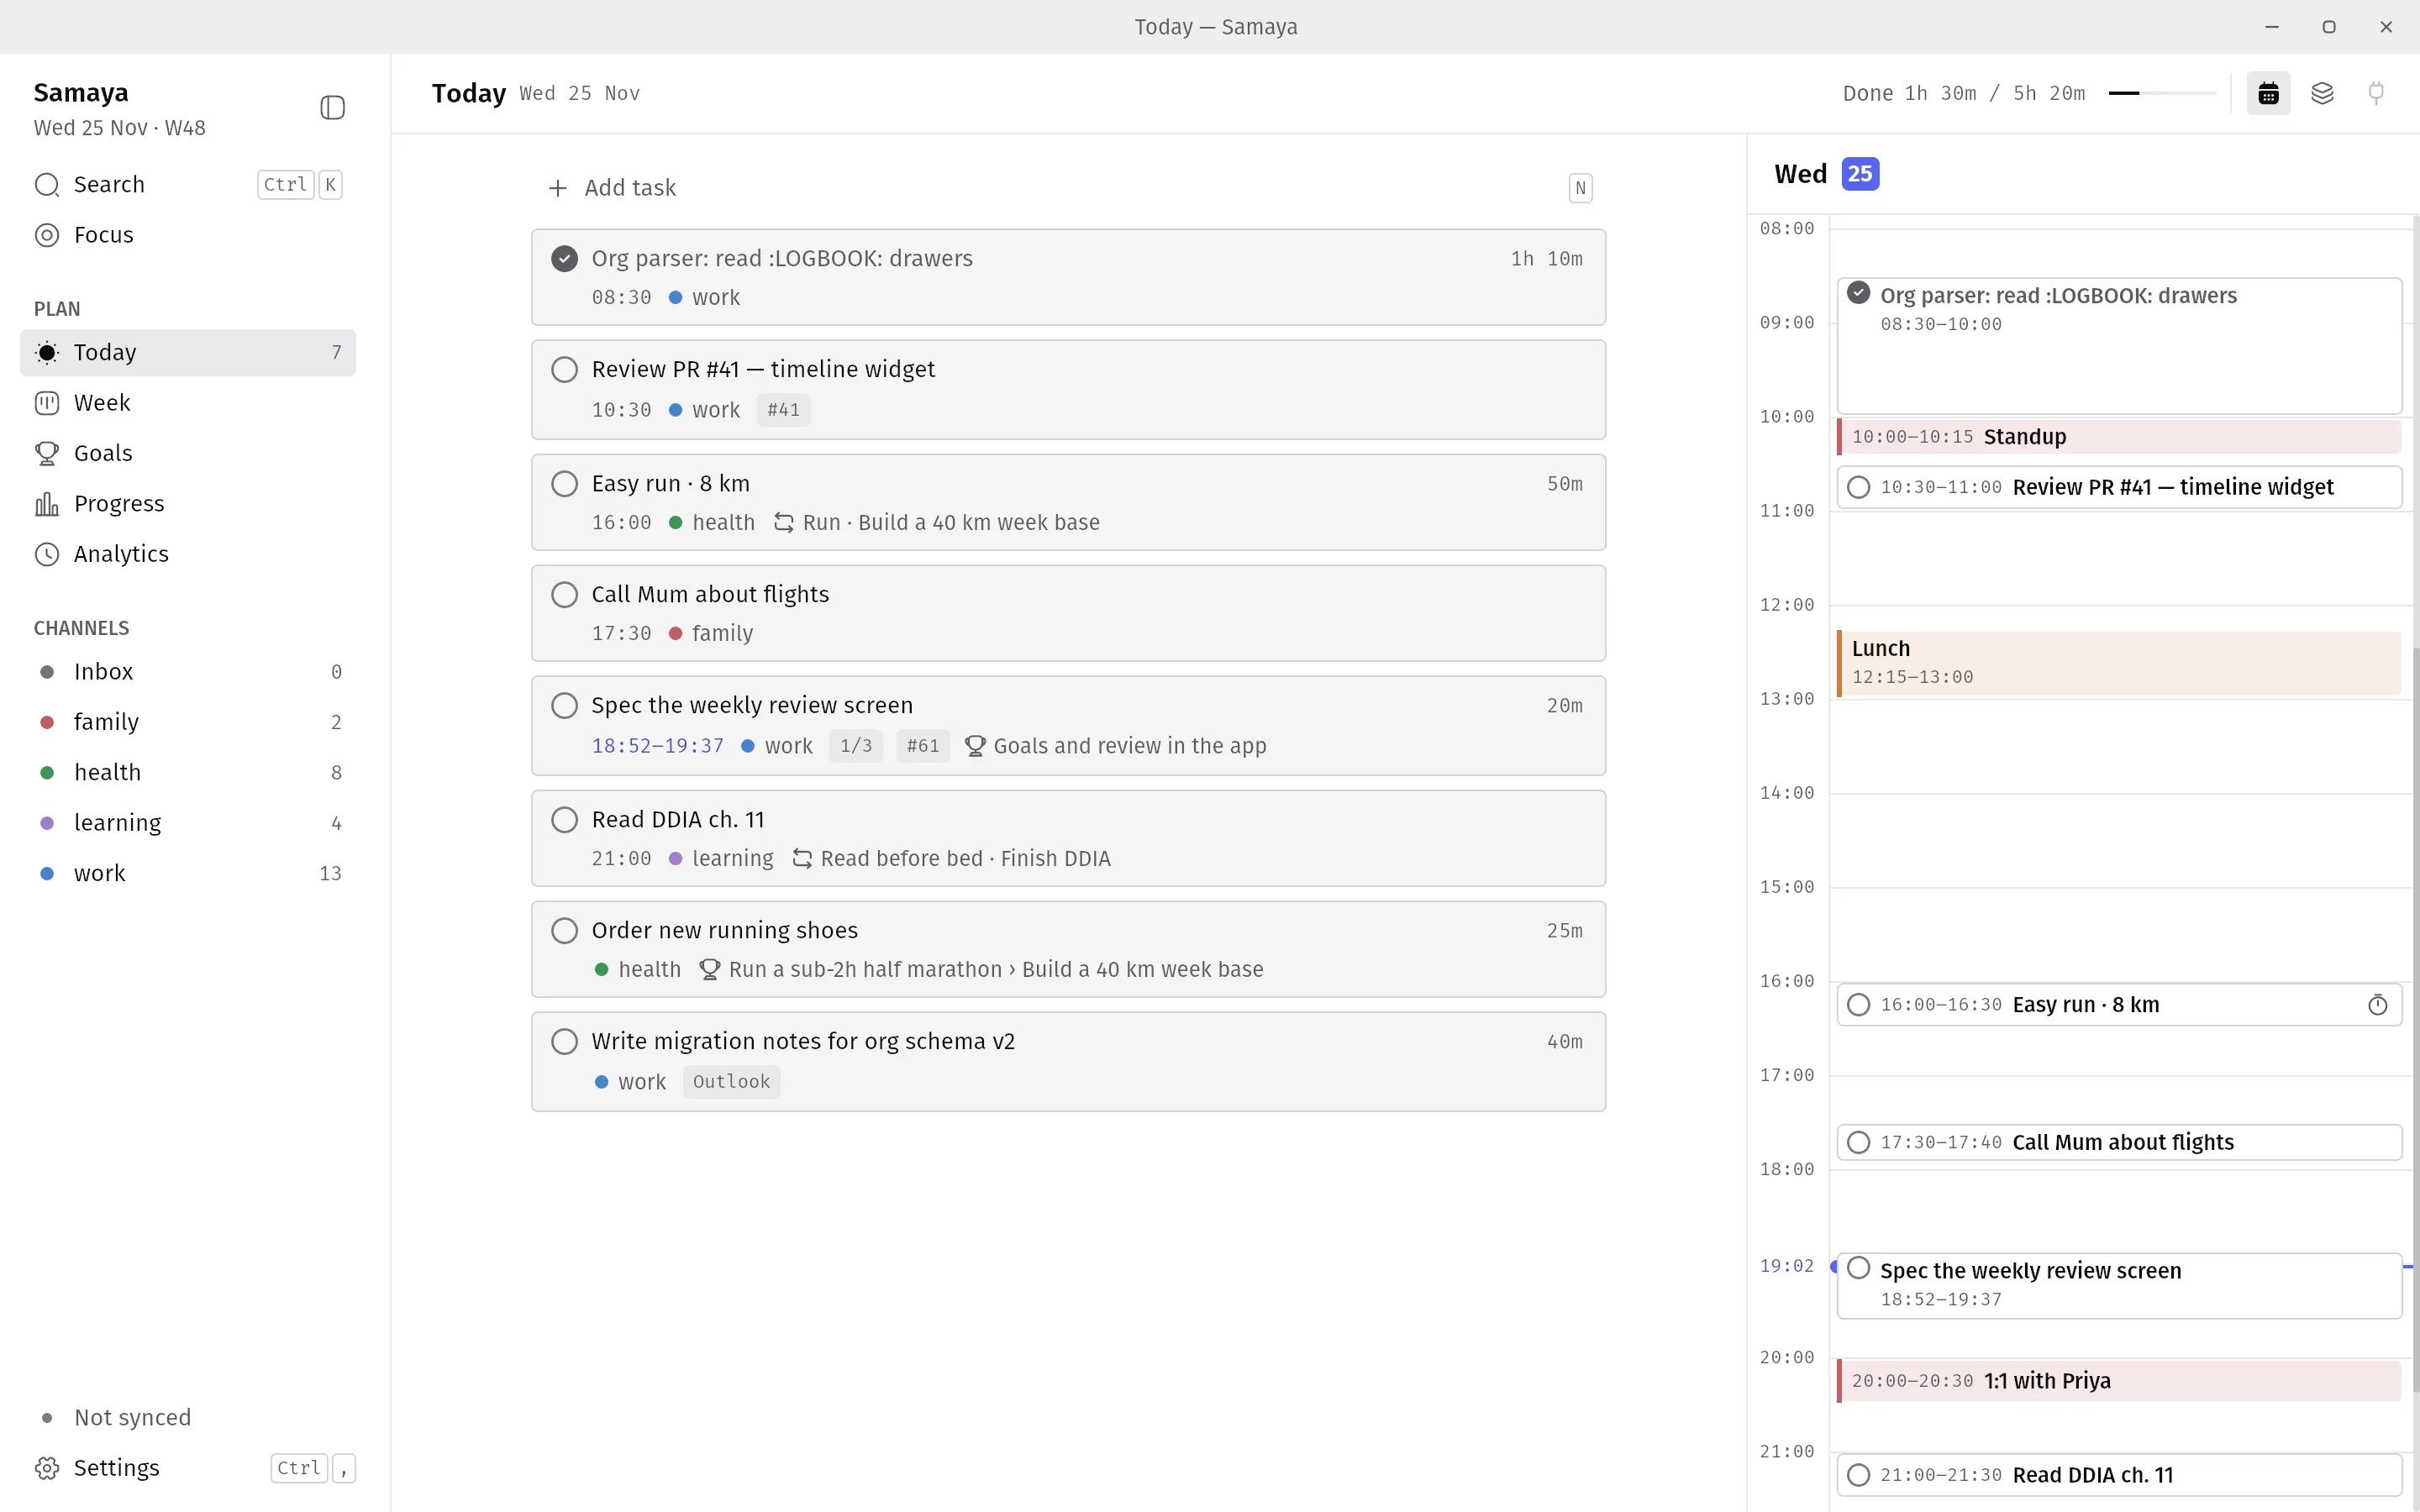 Today — Samaya
Samaya
Wed 25 Nov · W48
Search Ctrl K
Focus
PLAN
Today 7
Week
Goals
Progress
Analytics
CHANNELS
Inbox 0
family 2
health 8
learning 4
work 13
Not synced
Settings Ctrl ,
Today Wed 25 Nov
Done 1h 30m / 5h 20m
Add task N
Org parser: read :LOGBOOK: drawers 1h 10m
08:30 work
Review PR #41 — timeline widget
10:30 work #41
Easy run · 8 km 50m
16:00 health Run · Build a 40 km week base
Call Mum about flights
17:30 family
Spec the weekly review screen 20m
18:52–19:37 work 1/3 #61 Goals and review in the app
Read DDIA ch. 11
21:00 learning Read before bed · Finish DDIA
Order new running shoes 25m
health Run a sub-2h half marathon › Build a 40 km week base
Write migration notes for org schema v2 40m
work Outlook
Wed 25
08:00
Org parser: read :LOGBOOK: drawers
09:00 08:30–10:00
10:00
10:00–10:15 Standup
10:30–11:00 Review PR #41 — timeline widget
11:00
12:00
Lunch
12:15–13:00
13:00
14:00
15:00
16:00
16:00–16:30 Easy run · 8 km
17:00
17:30–17:40 Call Mum about flights
18:00
19:02 Spec the weekly review screen
18:52–19:37
20:00
20:00–20:30 1:1 with Priya
21:00
21:00–21:30 Read DDIA ch. 11